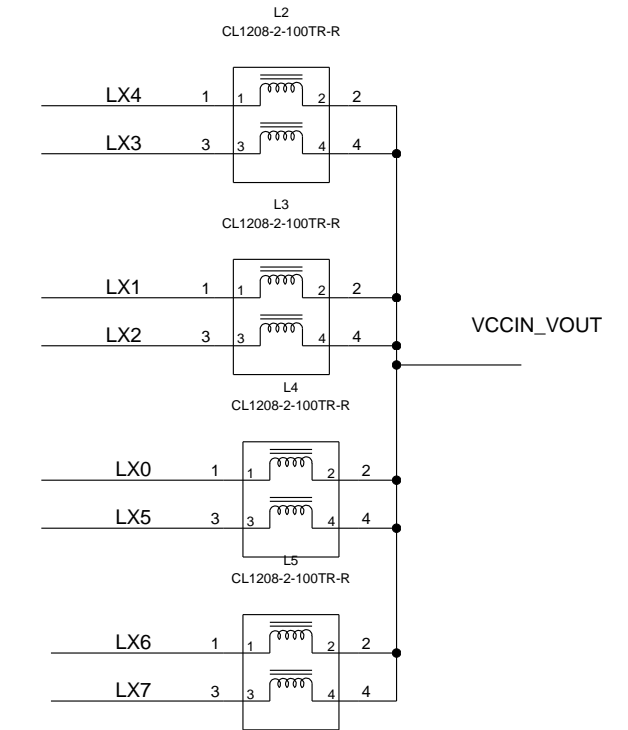 L2
CL1208-2-100TR-R
LX4 1 1 2 2
LX3 3 3 4 4
L3
CL1208-2-100TR-R
LX1 1 1 2 2
LX2 3 3 4 4
VCCIN_VOUT
L4
CL1208-2-100TR-R
LX0 1 1 2 2
LX5 3 3 4 4
L5
CL1208-2-100TR-R
LX6 1 1 2 2
LX7 3 3 4 4